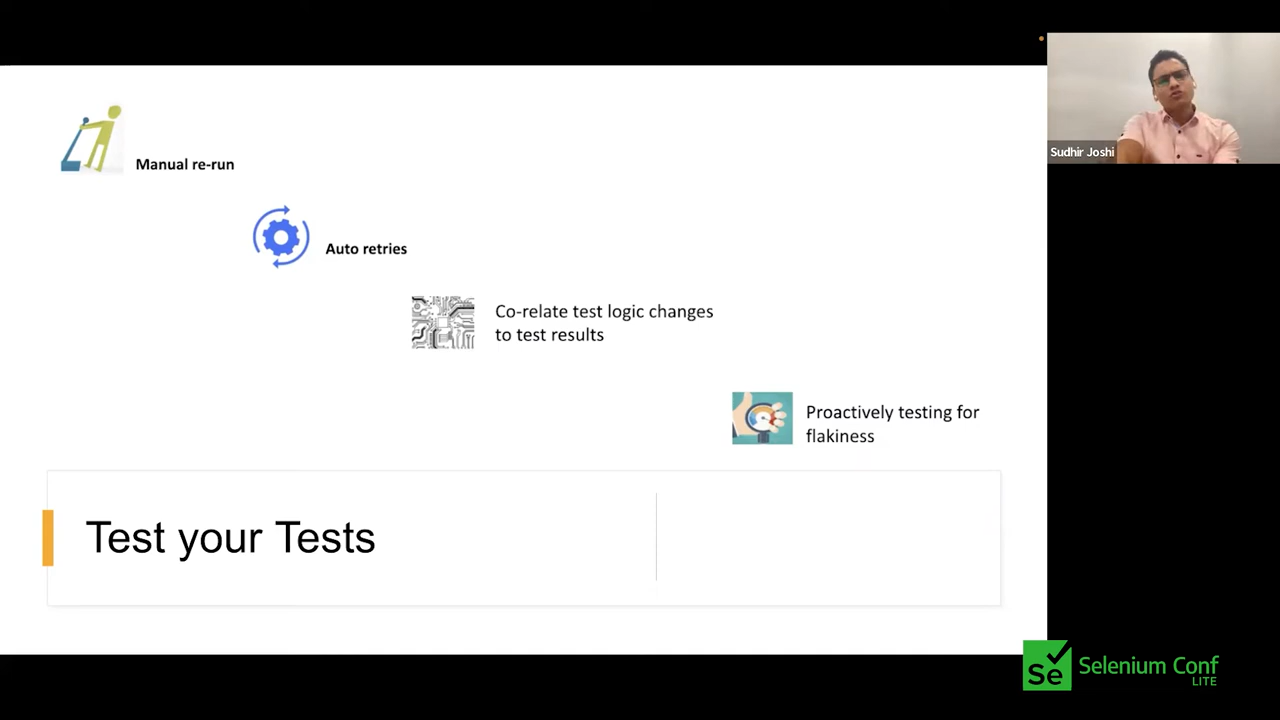 Manual re-run
Auto retries
Co-relate test logic changes
to test results
Proactively testing for
flakiness
Test your Tests
Sudhir Joshi
Se
Selenium Conf
LITE